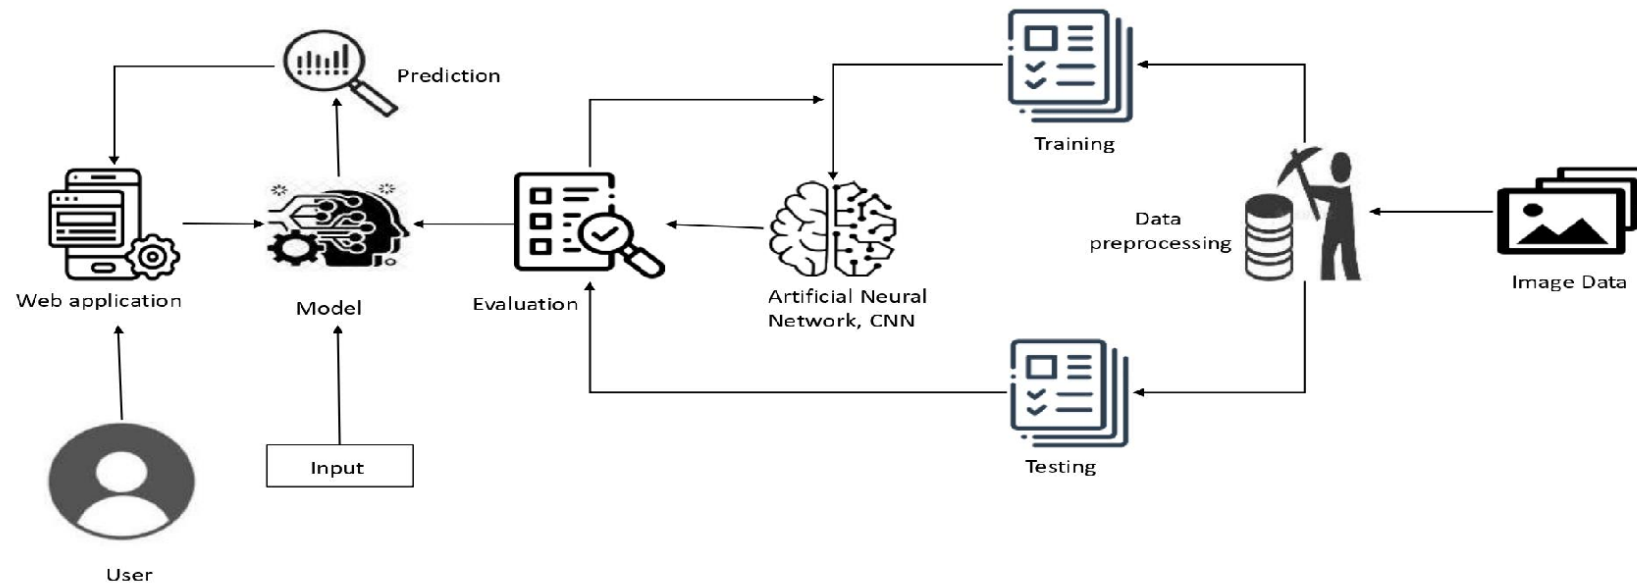 Prediction
Training
Data
preprocessing
Image Data
Web application
Model
Evaluation
Artificial Neural
Network, CNN
Input
Testing
User